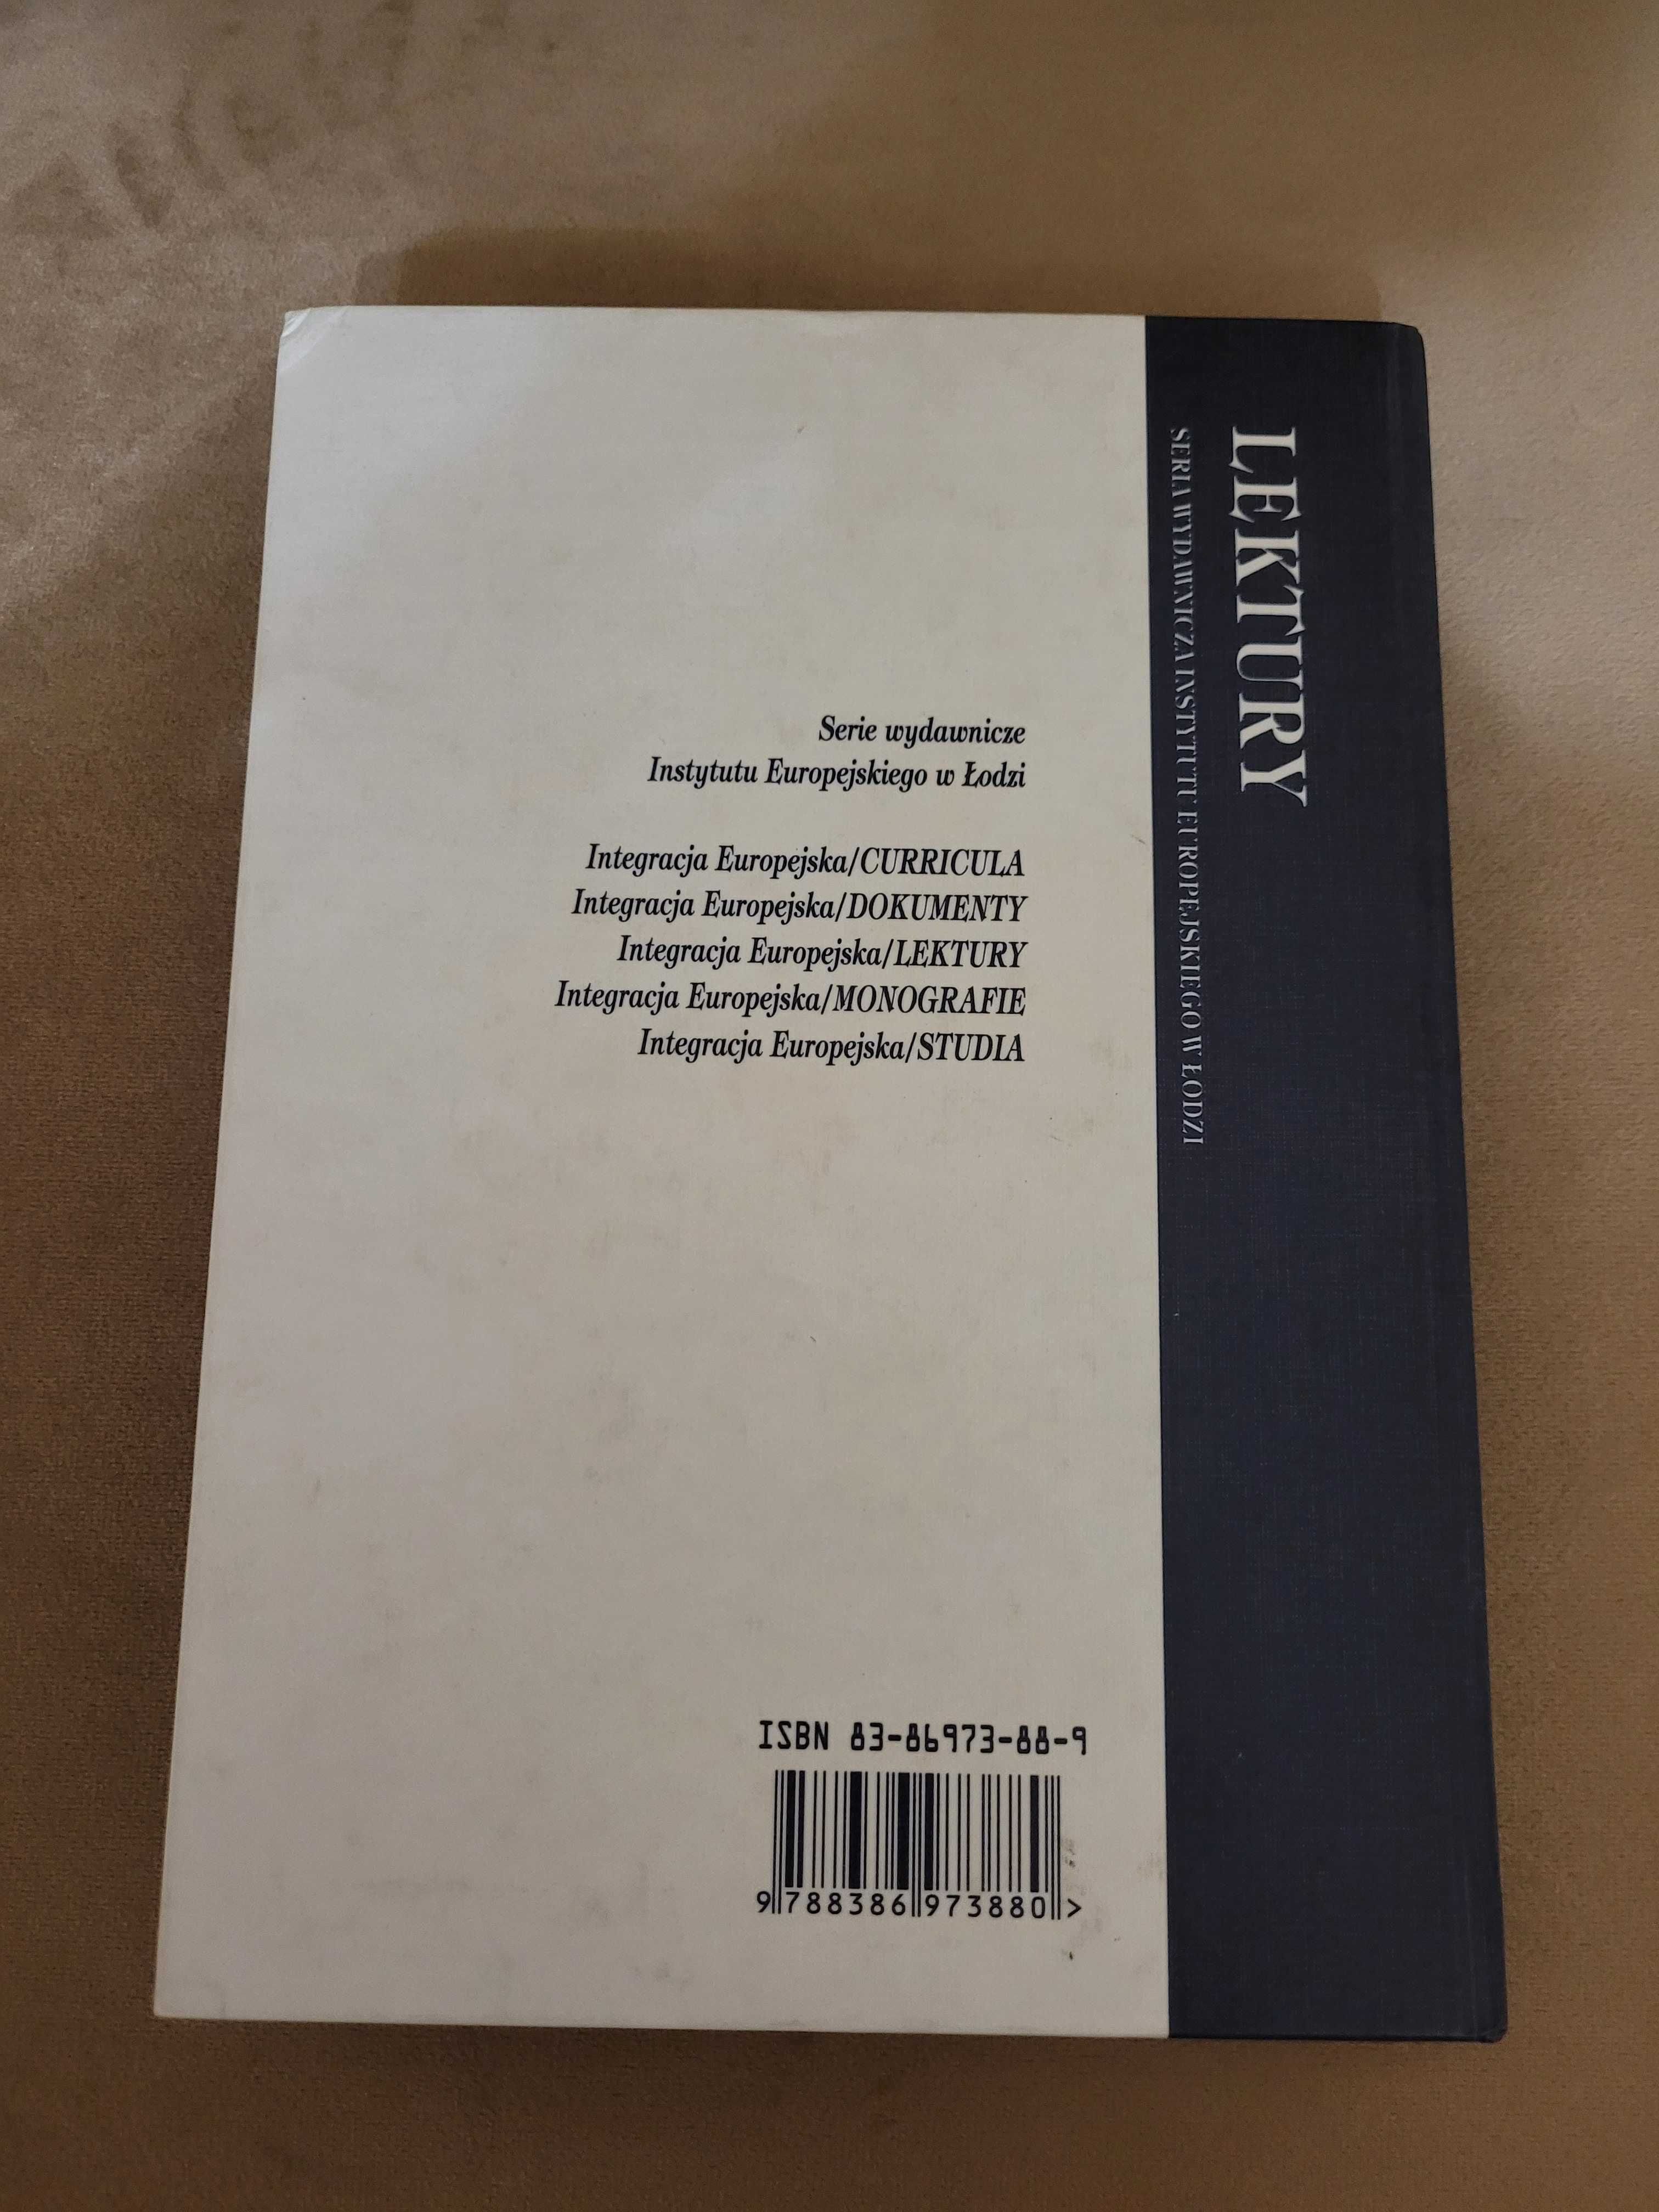 LEKTURY
SERIA WYDAWNICZA INSTYTUTU EUROPEJSKIEGO W ŁODZI
Serie wydawnicze
Instytutu Europejskiego w Łodzi
Integracja Europejska/CURRICULA
Integracja Europejska/DOKUMENTY
Integracja Europejska/LEKTURY
Integracja Europejska/MONOGRAFIE
Integracja Europejska/STUDIA
ISBN 83-86973-88-9
9 788386 973880 >